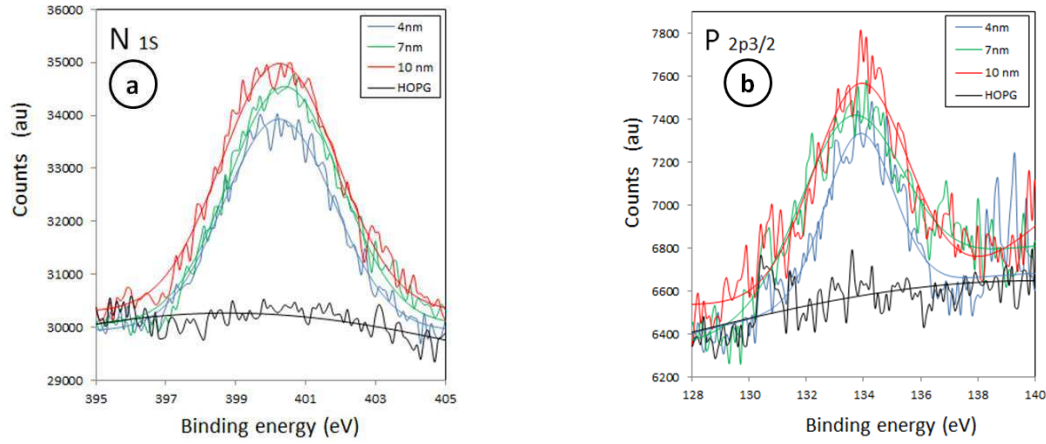 N 1S
a
4nm
7nm
10 nm
HOPG
36000
35000
34000
33000
32000
31000
30000
29000
Counts (au)
395 397 399 401 403 405
Binding energy (eV)
P 2p3/2
b
4nm
7nm
10 nm
HOPG
7800
7600
7400
7200
7000
6800
6600
6400
6200
Counts (au)
128 130 132 134 136 138 140
Binding energy (eV)